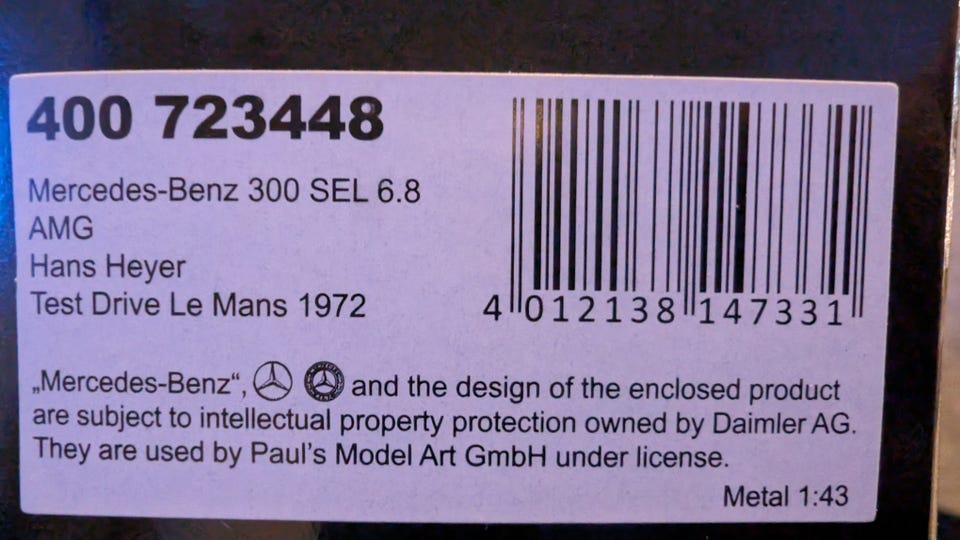 400 723448
Mercedes-Benz 300 SEL 6.8
AMG
Hans Heyer
Test Drive Le Mans 1972
4 012138 147331
„Mercedes-Benz“, and the design of the enclosed product
are subject to intellectual property protection owned by Daimler AG.
They are used by Paul's Model Art GmbH under license.
Metal 1:43